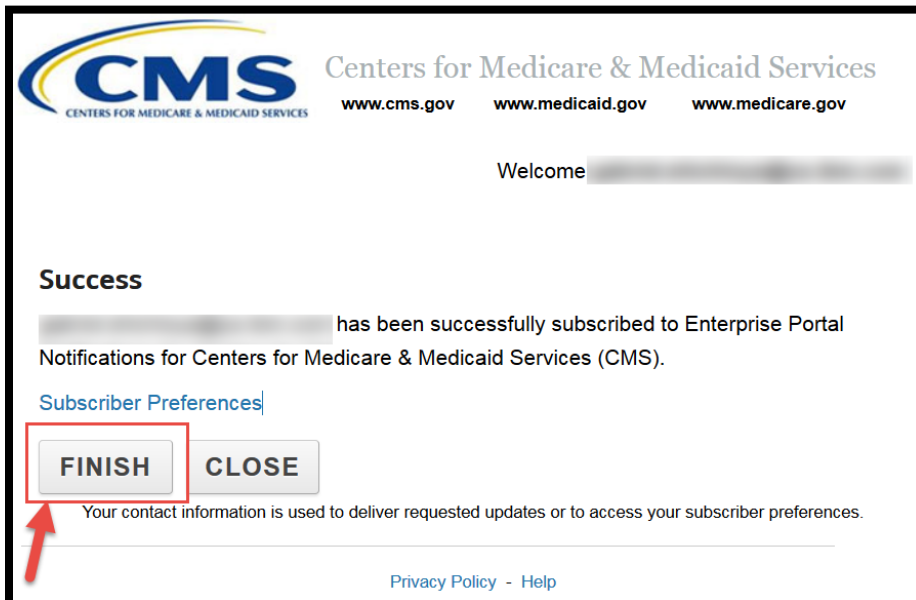 CMS
CENTERS FOR MEDICARE & MEDICAID SERVICES
Centers for Medicare & Medicaid Services
www.cms.gov www.medicaid.gov www.medicare.gov
Welcome
Success
has been successfully subscribed to Enterprise Portal
Notifications for Centers for Medicare & Medicaid Services (CMS).
Subscriber Preferences
FINISH CLOSE
Your contact information is used to deliver requested updates or to access your subscriber preferences.
Privacy Policy - Help